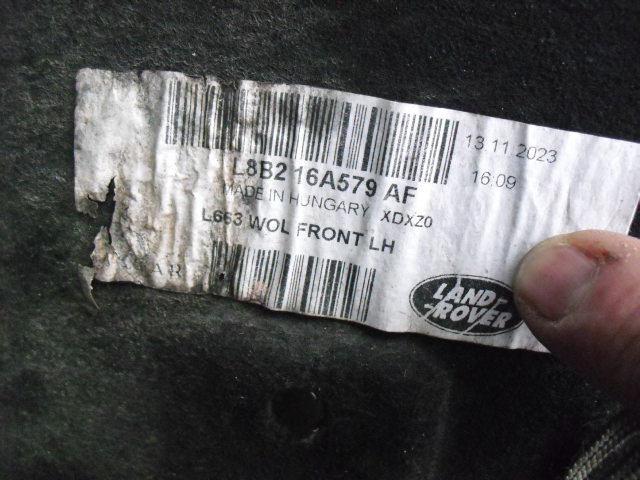 13 11 2023
L8B2 16A579 AF
16:09
MADE IN HUNGARY XDXZ0
L663 WOL FRONT LH
LAND
ROVER